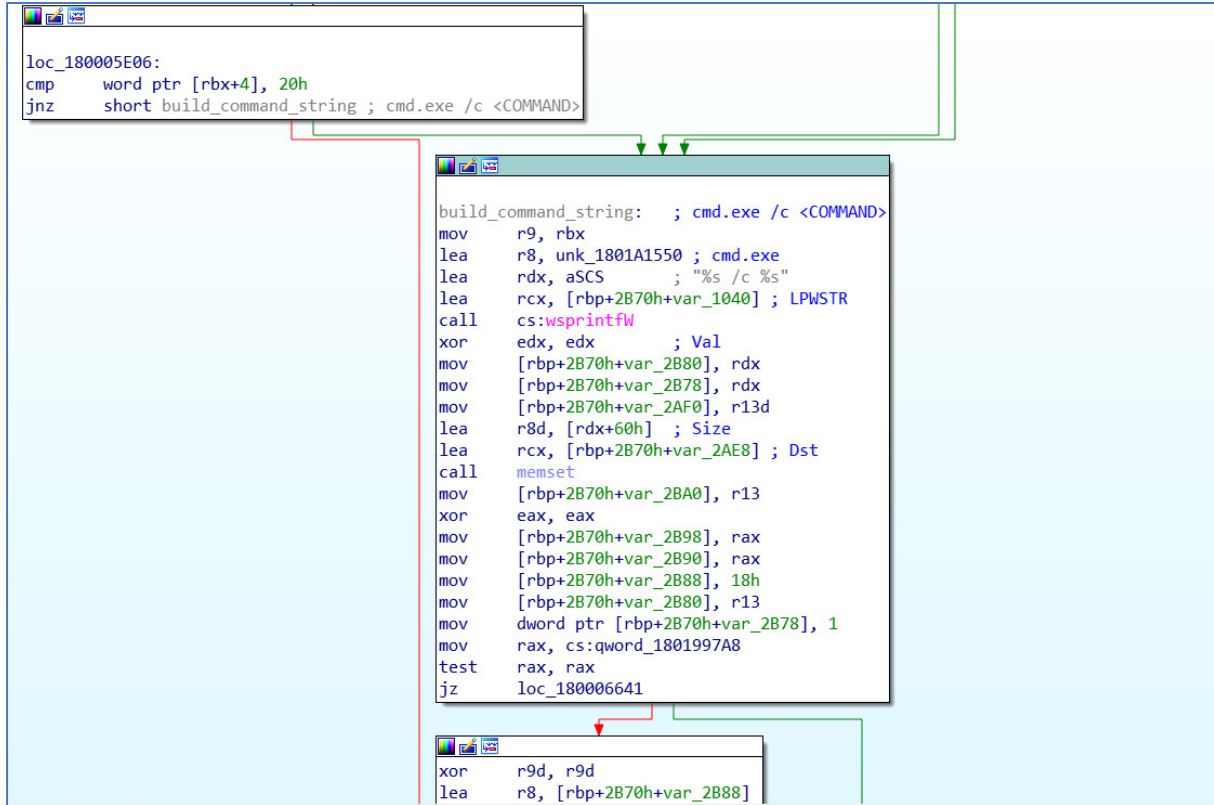 loc_180005E06:
cmp word ptr [rbx+4], 20h
jnz short build_command_string ; cmd.exe /c <COMMAND>
build_command_string: ; cmd.exe /c <COMMAND>
mov r9, rbx
lea r8, unk_1801A1550 ; cmd.exe
lea rdx, aSCS ; "%s /c %s"
lea rcx, [rbp+2B70h+var_1040] ; LPWSTR
call cs:wsprintfW
xor edx, edx ; Val
mov [rbp+2B70h+var_2B80], rdx
mov [rbp+2B70h+var_2B78], rdx
mov [rbp+2B70h+var_2AF0], r13d
lea r8d, [rdx+60h] ; Size
lea rcx, [rbp+2B70h+var_2AE8] ; Dst
call memset
mov [rbp+2B70h+var_2BA0], r13
xor eax, eax
mov [rbp+2B70h+var_2B98], rax
mov [rbp+2B70h+var_2B90], rax
mov [rbp+2B70h+var_2B88], 18h
mov [rbp+2B70h+var_2B80], r13
mov dword ptr [rbp+2B70h+var_2B78], 1
mov rax, cs:qword_1801997A8
test rax, rax
jz loc_180006641
xor r9d, r9d
lea r8, [rbp+2B70h+var_2B88]